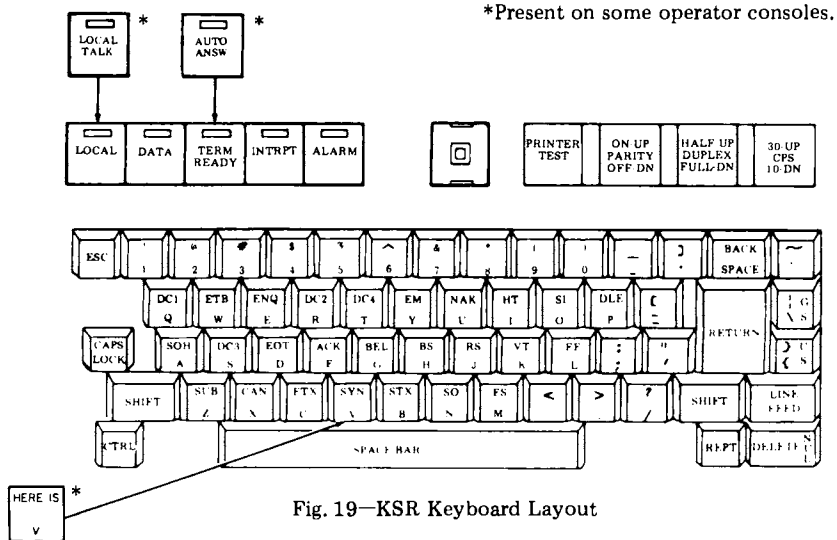 *Present on some operator consoles.
LOCAL TALK *
AUTO ANSW *
LOCAL DATA TERM READY INTRPT ALARM
PRINTER TEST
ON-UP PARITY OFF-DN
HALF UP DUPLEX FULL-DN
30-UP CPS 10-DN
ESC ! 1 @ 2 # 3 $ 4 % 5 ^ 6 & 7 * 8 ( 9 ) 0 _ - ] BACK SPACE ~
DC1 Q ETB W ENQ E DC2 R DC4 T EM Y NAK U HT I SI O DLE P [ = RETURN | \ G S
CAPS LOCK SOH A DC3 S EOT D ACK F BEL G BS H RS J VT K FF L : ; " ' } { U S
SHIFT SUB Z CAN X ETX C SYN V STX B SO N FS M < , > . ? / SHIFT LINE FEED
CTRL SPACE BAR REPT DELETE NUL
HERE IS V *
Fig. 19—KSR Keyboard Layout